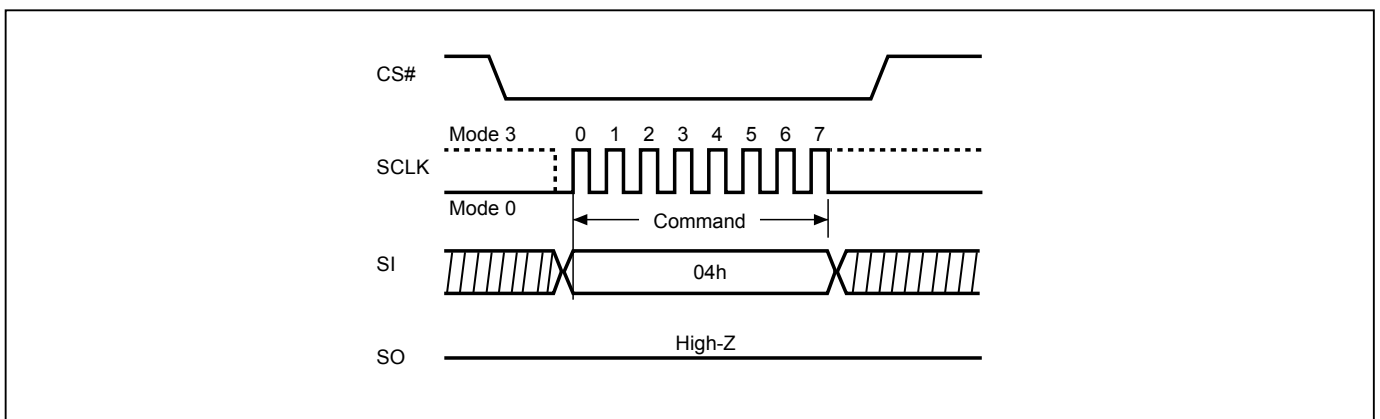 CS#
Mode 3
0 1 2 3 4 5 6 7
SCLK
Mode 0
Command
SI
04h
High-Z
SO